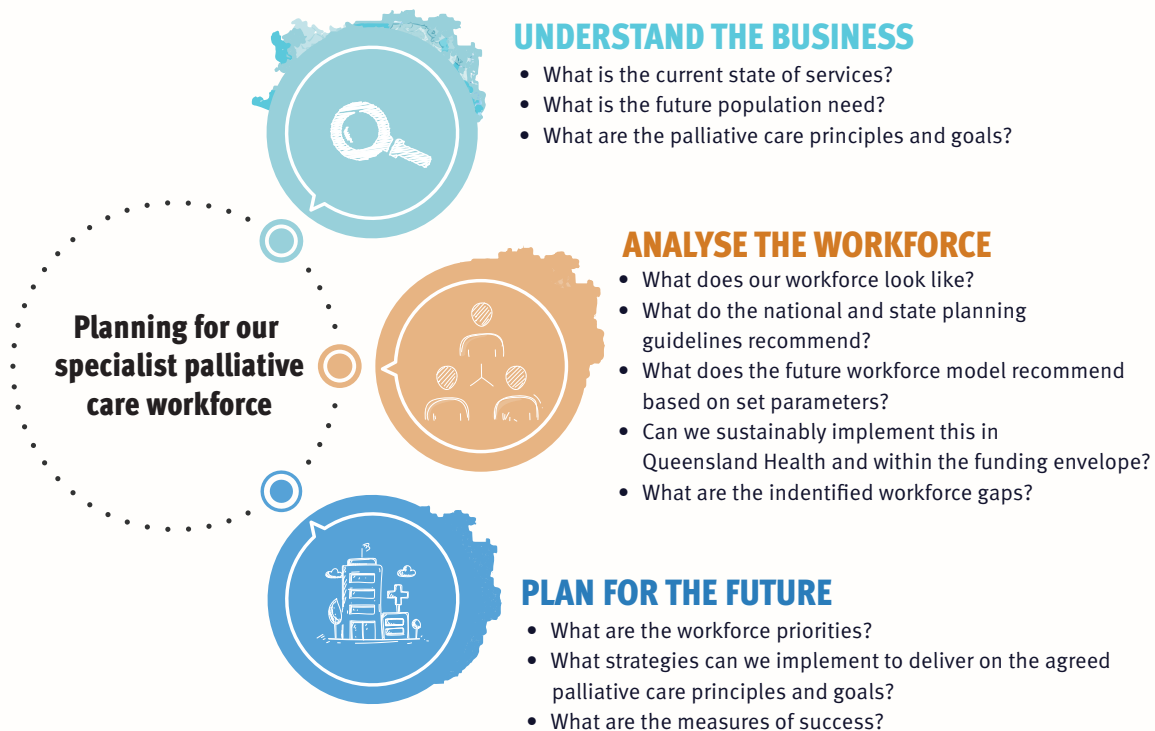 UNDERSTAND THE BUSINESS
• What is the current state of services?
• What is the future population need?
• What are the palliative care principles and goals?
Planning for our
specialist palliative
care workforce
ANALYSE THE WORKFORCE
• What does our workforce look like?
• What do the national and state planning
guidelines recommend?
• What does the future workforce model recommend
based on set parameters?
• Can we sustainably implement this in
Queensland Health and within the funding envelope?
• What are the indentified workforce gaps?
PLAN FOR THE FUTURE
• What are the workforce priorities?
• What strategies can we implement to deliver on the agreed
palliative care principles and goals?
• What are the measures of success?